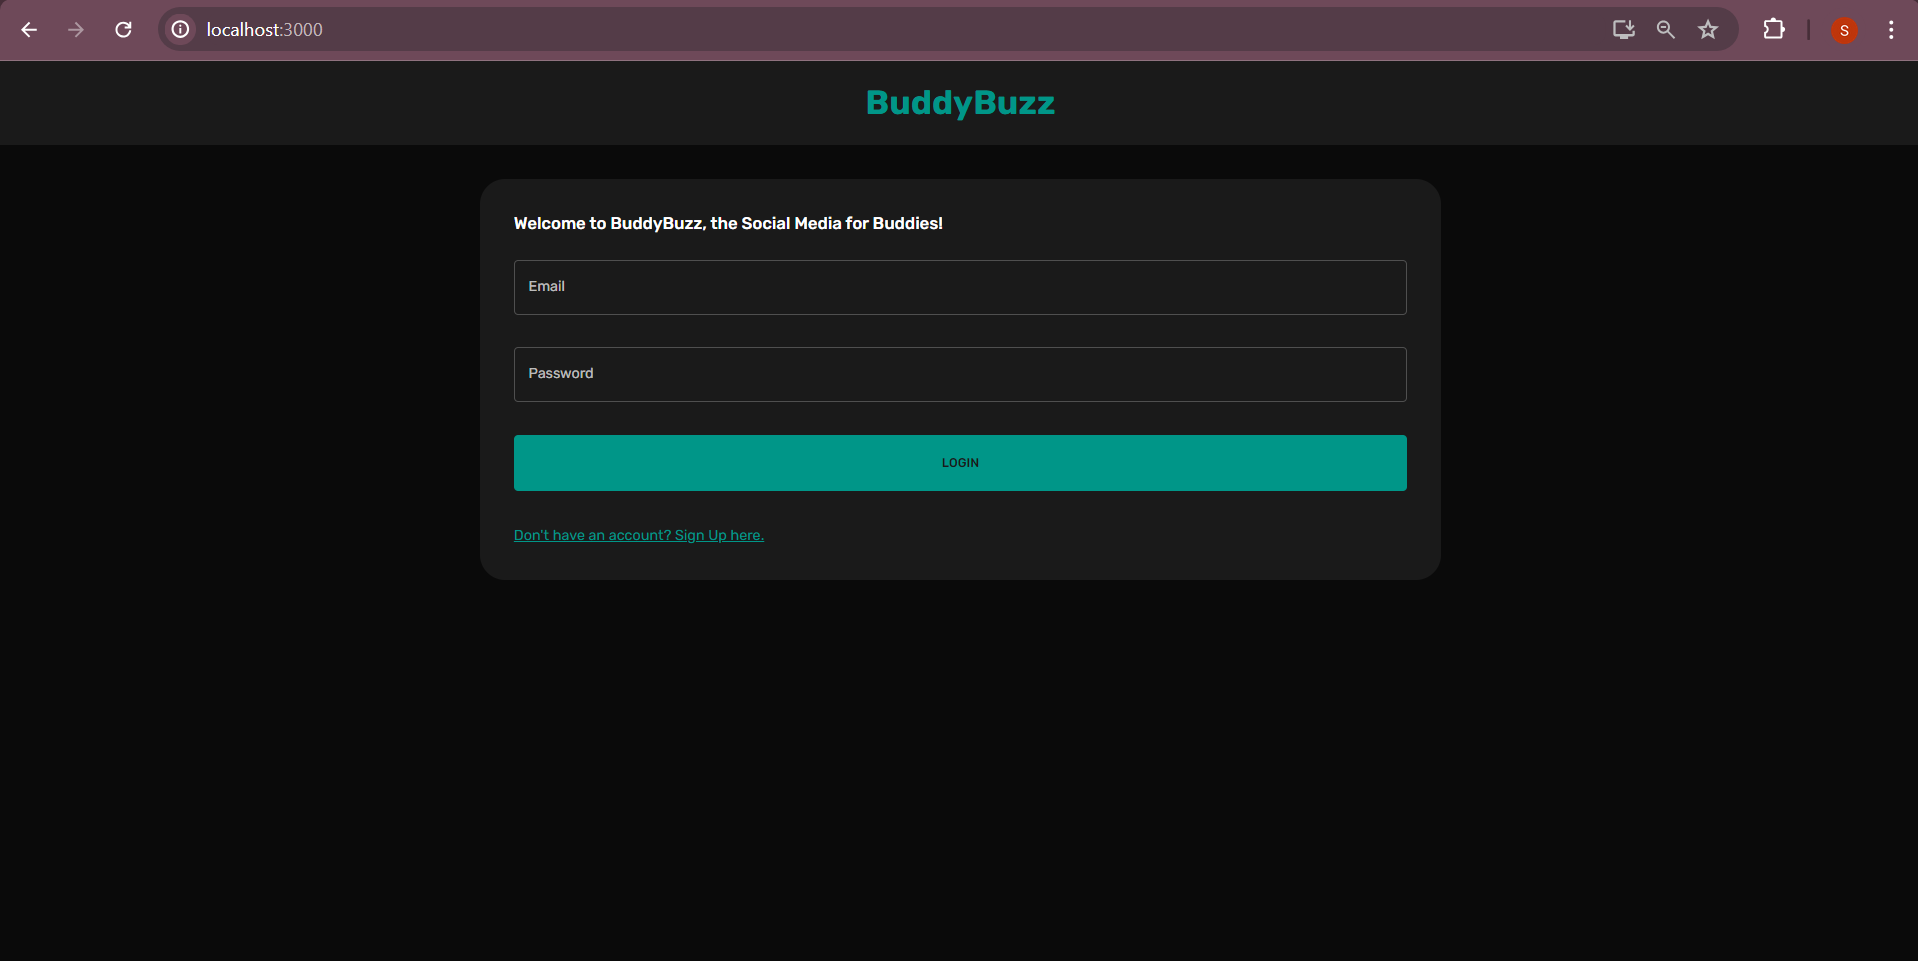 localhost:3000
S
BuddyBuzz
Welcome to BuddyBuzz, the Social Media for Buddies!
Email
Password
LOGIN
Don't have an account? Sign Up here.